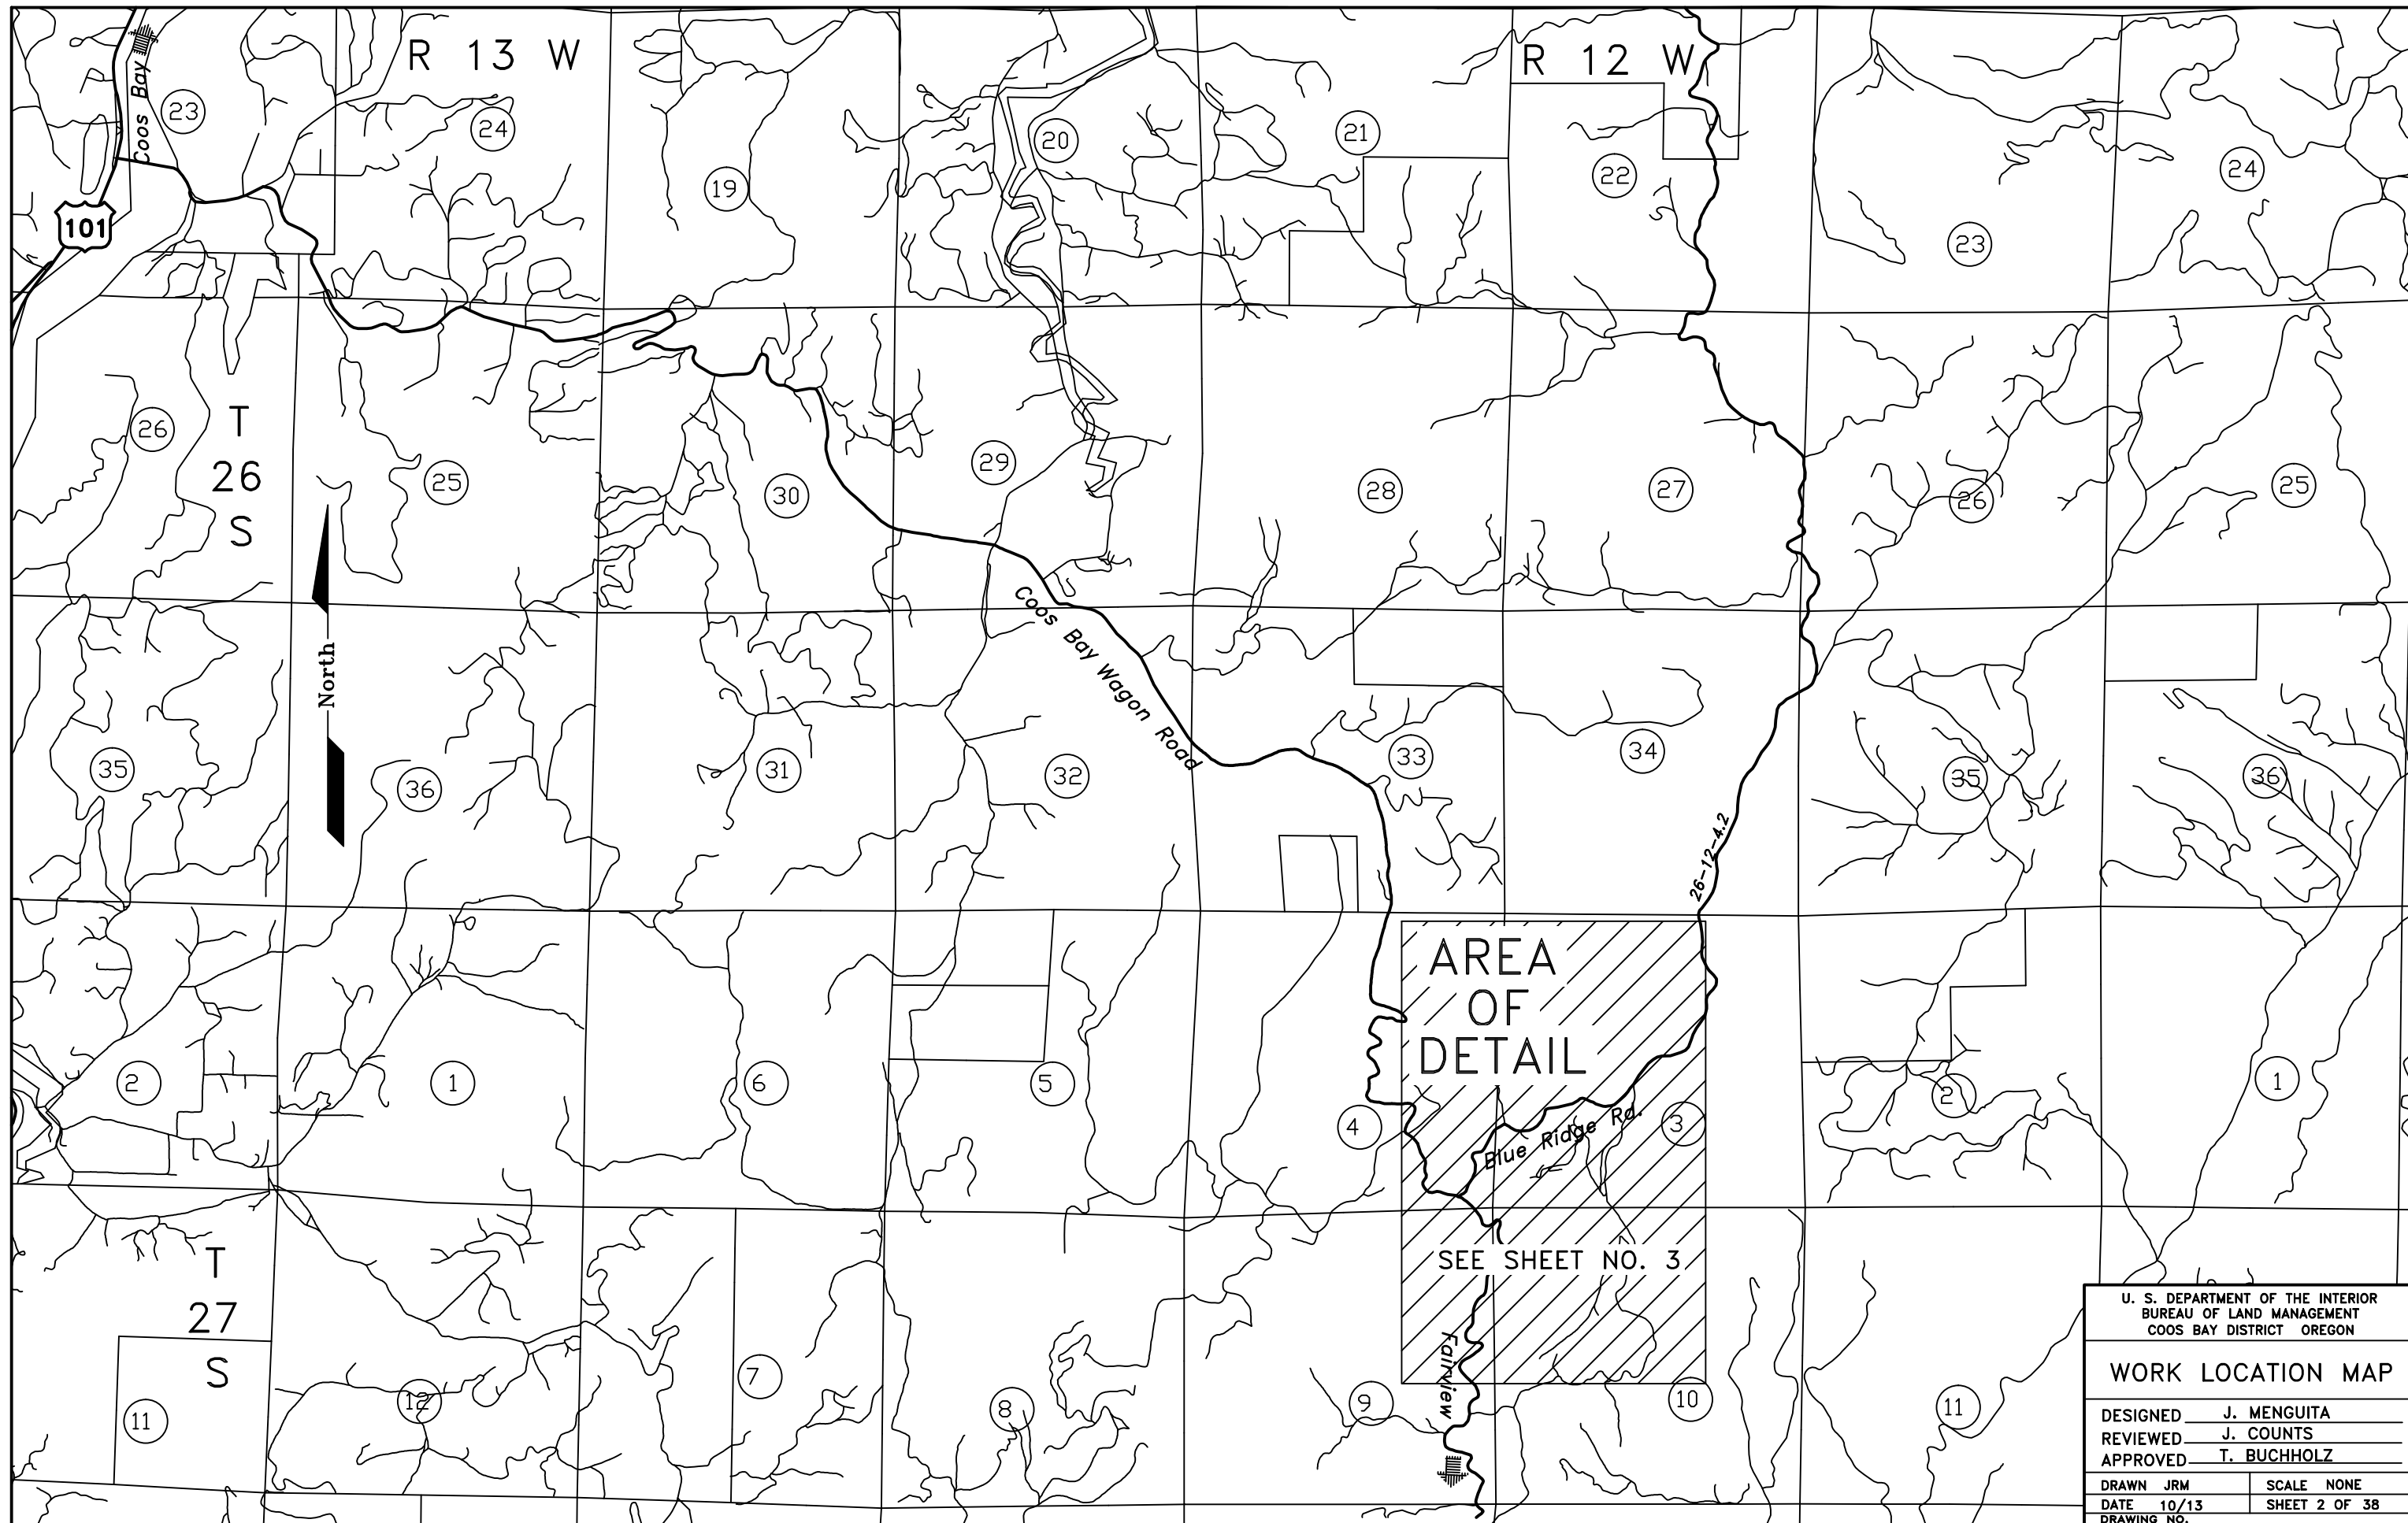 R 13 W
R 12 W
Coos Bay
23
24
19
20
21
22
23
24
101
T
26
S
26
25
30
29
28
27
26
25
North
Coos Bay Wagon Road
35
36
31
32
33
34
35
36
26-12-4.2
AREA
OF
DETAIL
2
1
6
5
4
3
2
1
Blue Ridge Rd.
SEE SHEET NO. 3
T
27
S
11
12
7
8
9
10
11
Fairview
U. S. DEPARTMENT OF THE INTERIOR
BUREAU OF LAND MANAGEMENT
COOS BAY DISTRICT OREGON
WORK LOCATION MAP
DESIGNED J. MENGUITA
REVIEWED J. COUNTS
APPROVED T. BUCHHOLZ
DRAWN JRM
SCALE NONE
DATE 10/13
SHEET 2 OF 38
DRAWING NO.